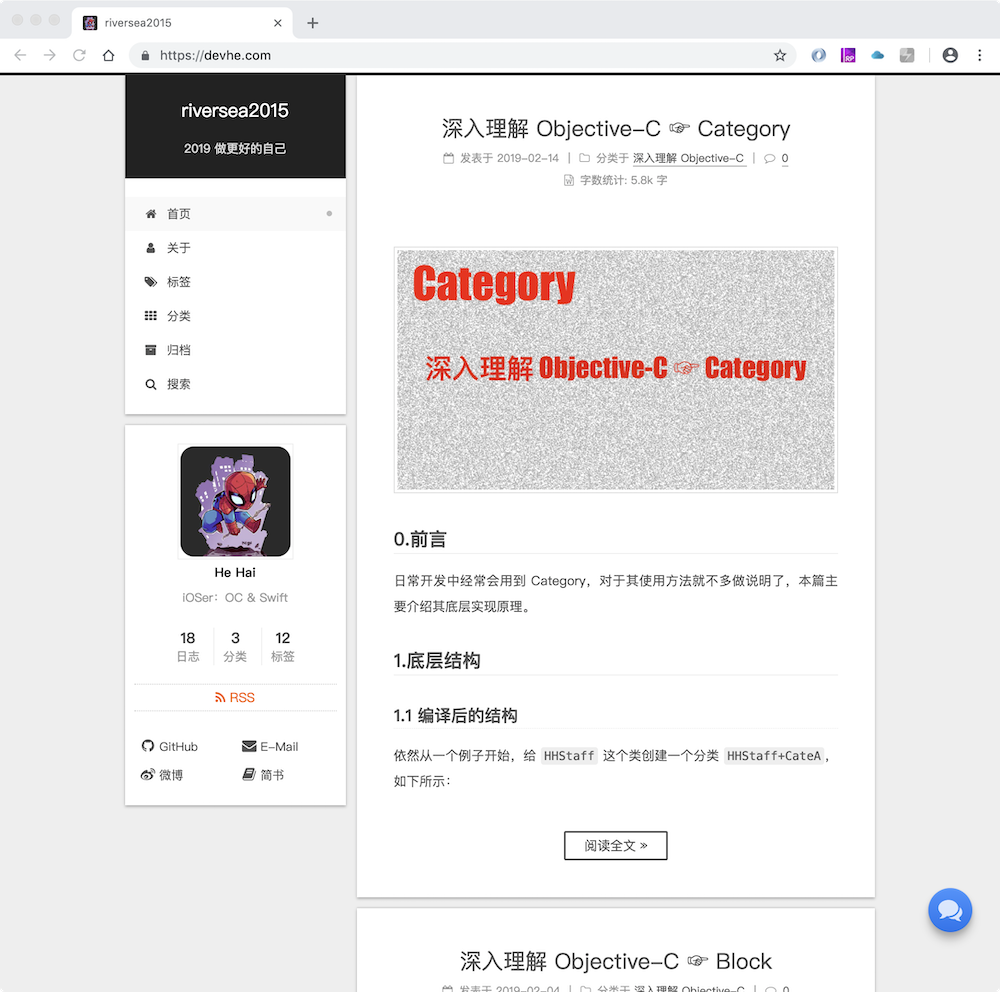 riversea2015
https://devhe.com
RP
riversea2015
2019 做更好的自己
首页
关于
标签
分类
归档
搜索
He Hai
iOSer：OC & Swift
18 3 12
日志 分类 标签
RSS
GitHub E-Mail
微博 简书
深入理解 Objective-C ☞ Category
发表于 2019-02-14 | 分类于 深入理解 Objective-C | 0
字数统计: 5.8k 字
Category
深入理解 Objective-C ☞ Category
0.前言
日常开发中经常会用到 Category，对于其使用方法就不多做说明了，本篇主
要介绍其底层实现原理。
1.底层结构
1.1 编译后的结构
依然从一个例子开始，给 HHStaff 这个类创建一个分类 HHStaff+CateA，
如下所示：
阅读全文 »
深入理解 Objective-C ☞ Block
发表于 2019-02-04 | 分类于 深入理解 Objective-C | 0